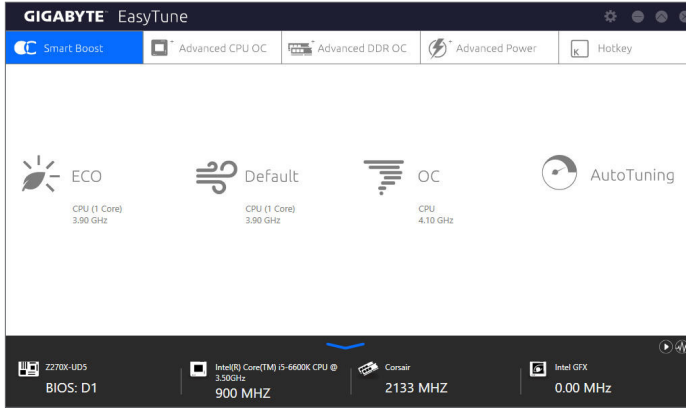 GIGABYTE™ EasyTune
Smart Boost
Advanced CPU OC
Advanced DDR OC
Advanced Power
K Hotkey
ECO
Default
OC
AutoTuning
CPU (1 Core)
3.90 GHz
CPU (1 Core)
3.90 GHz
CPU
4.10 GHz
Z270X-UD5
BIOS: D1
Intel(R) Core(TM) i5-6600K CPU @
3.50GHz
900 MHZ
Corsair
2133 MHZ
Intel GFX
0.00 MHz